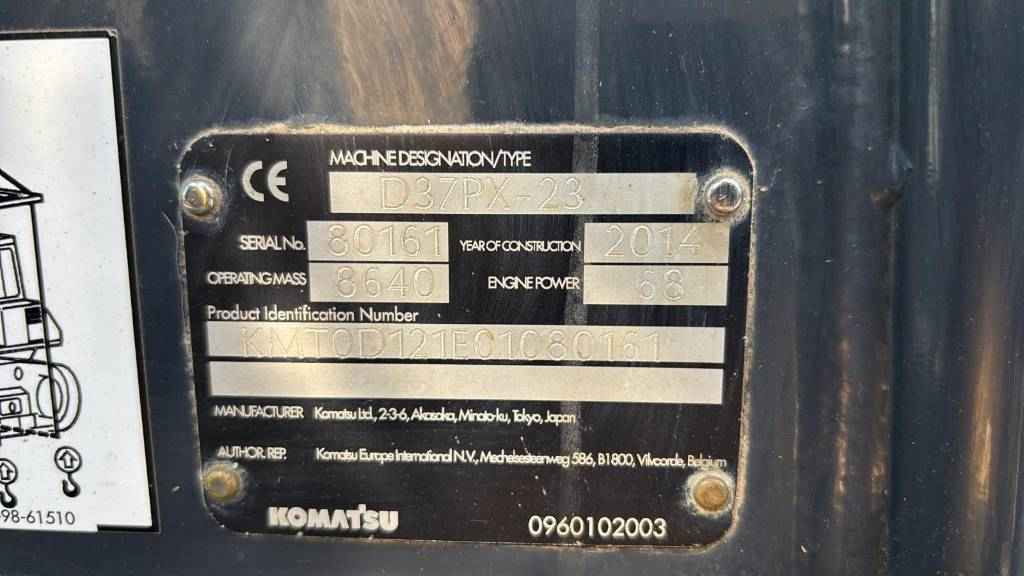 CE
MACHINE DESIGNATION/TYPE
D37PX-23
SERIAL No. 80161 YEAR OF CONSTRUCTION 2014
OPERATING MASS 8640 ENGINE POWER 68
Product Identification Number
KMT0D121E01080161
MANUFACTURER Komatsu Ltd., 2-3-6, Akasaka, Minato-ku, Tokyo, Japan
AUTHOR. REP. Komatsu Europe International N.V., Mechelsesteenweg 586, B1800, Vilvoorde, Belgium
KOMATSU 0960102003
98-61510